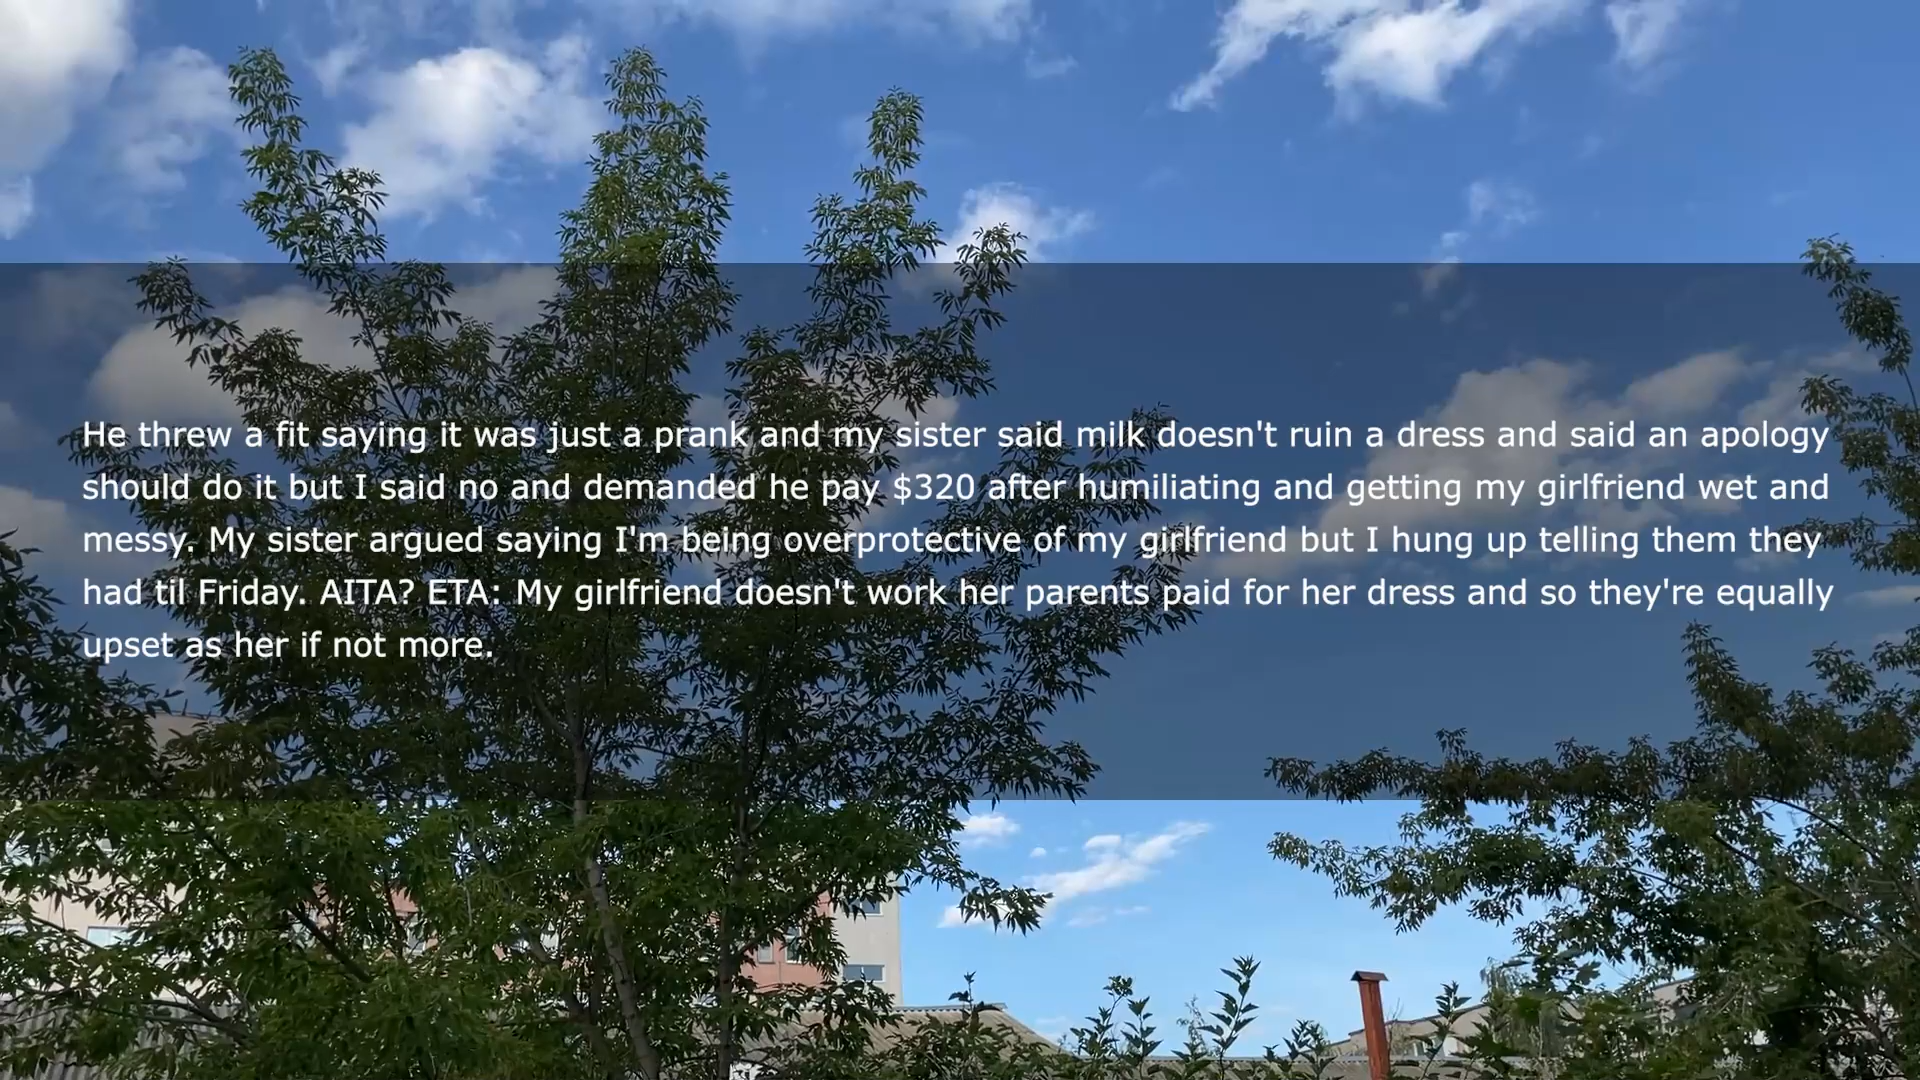 He threw a fit saying it was just a prank and my sister said milk doesn't ruin a dress and said an apology
should do it but I said no and demanded he pay $320 after humiliating and getting my girlfriend wet and
messy. My sister argued saying I'm being overprotective of my girlfriend but I hung up telling them they
had til Friday. AITA? ETA: My girlfriend doesn't work her parents paid for her dress and so they're equally
upset as her if not more.